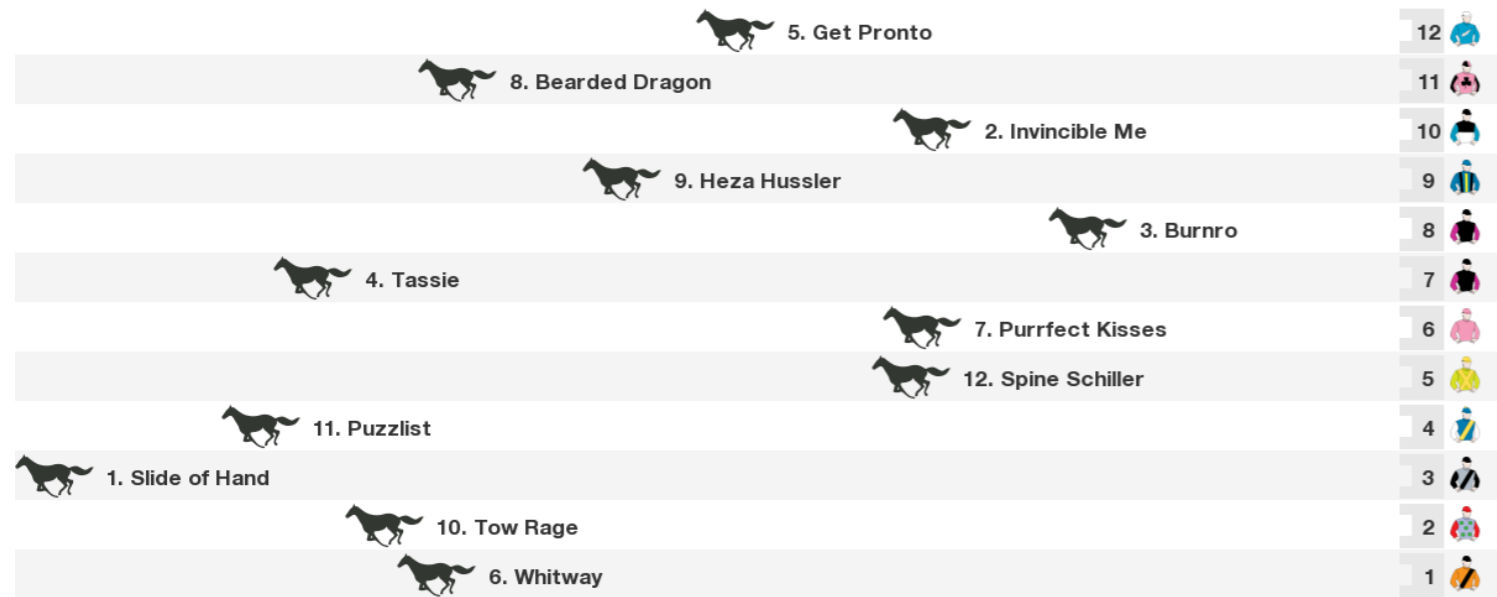 5. Get Pronto 12
8. Bearded Dragon 11
2. Invincible Me 10
9. Heza Hussler 9
3. Burnro 8
4. Tassie 7
7. Purrfect Kisses 6
12. Spine Schiller 5
11. Puzzlist 4
1. Slide of Hand 3
10. Tow Rage 2
6. Whitway 1